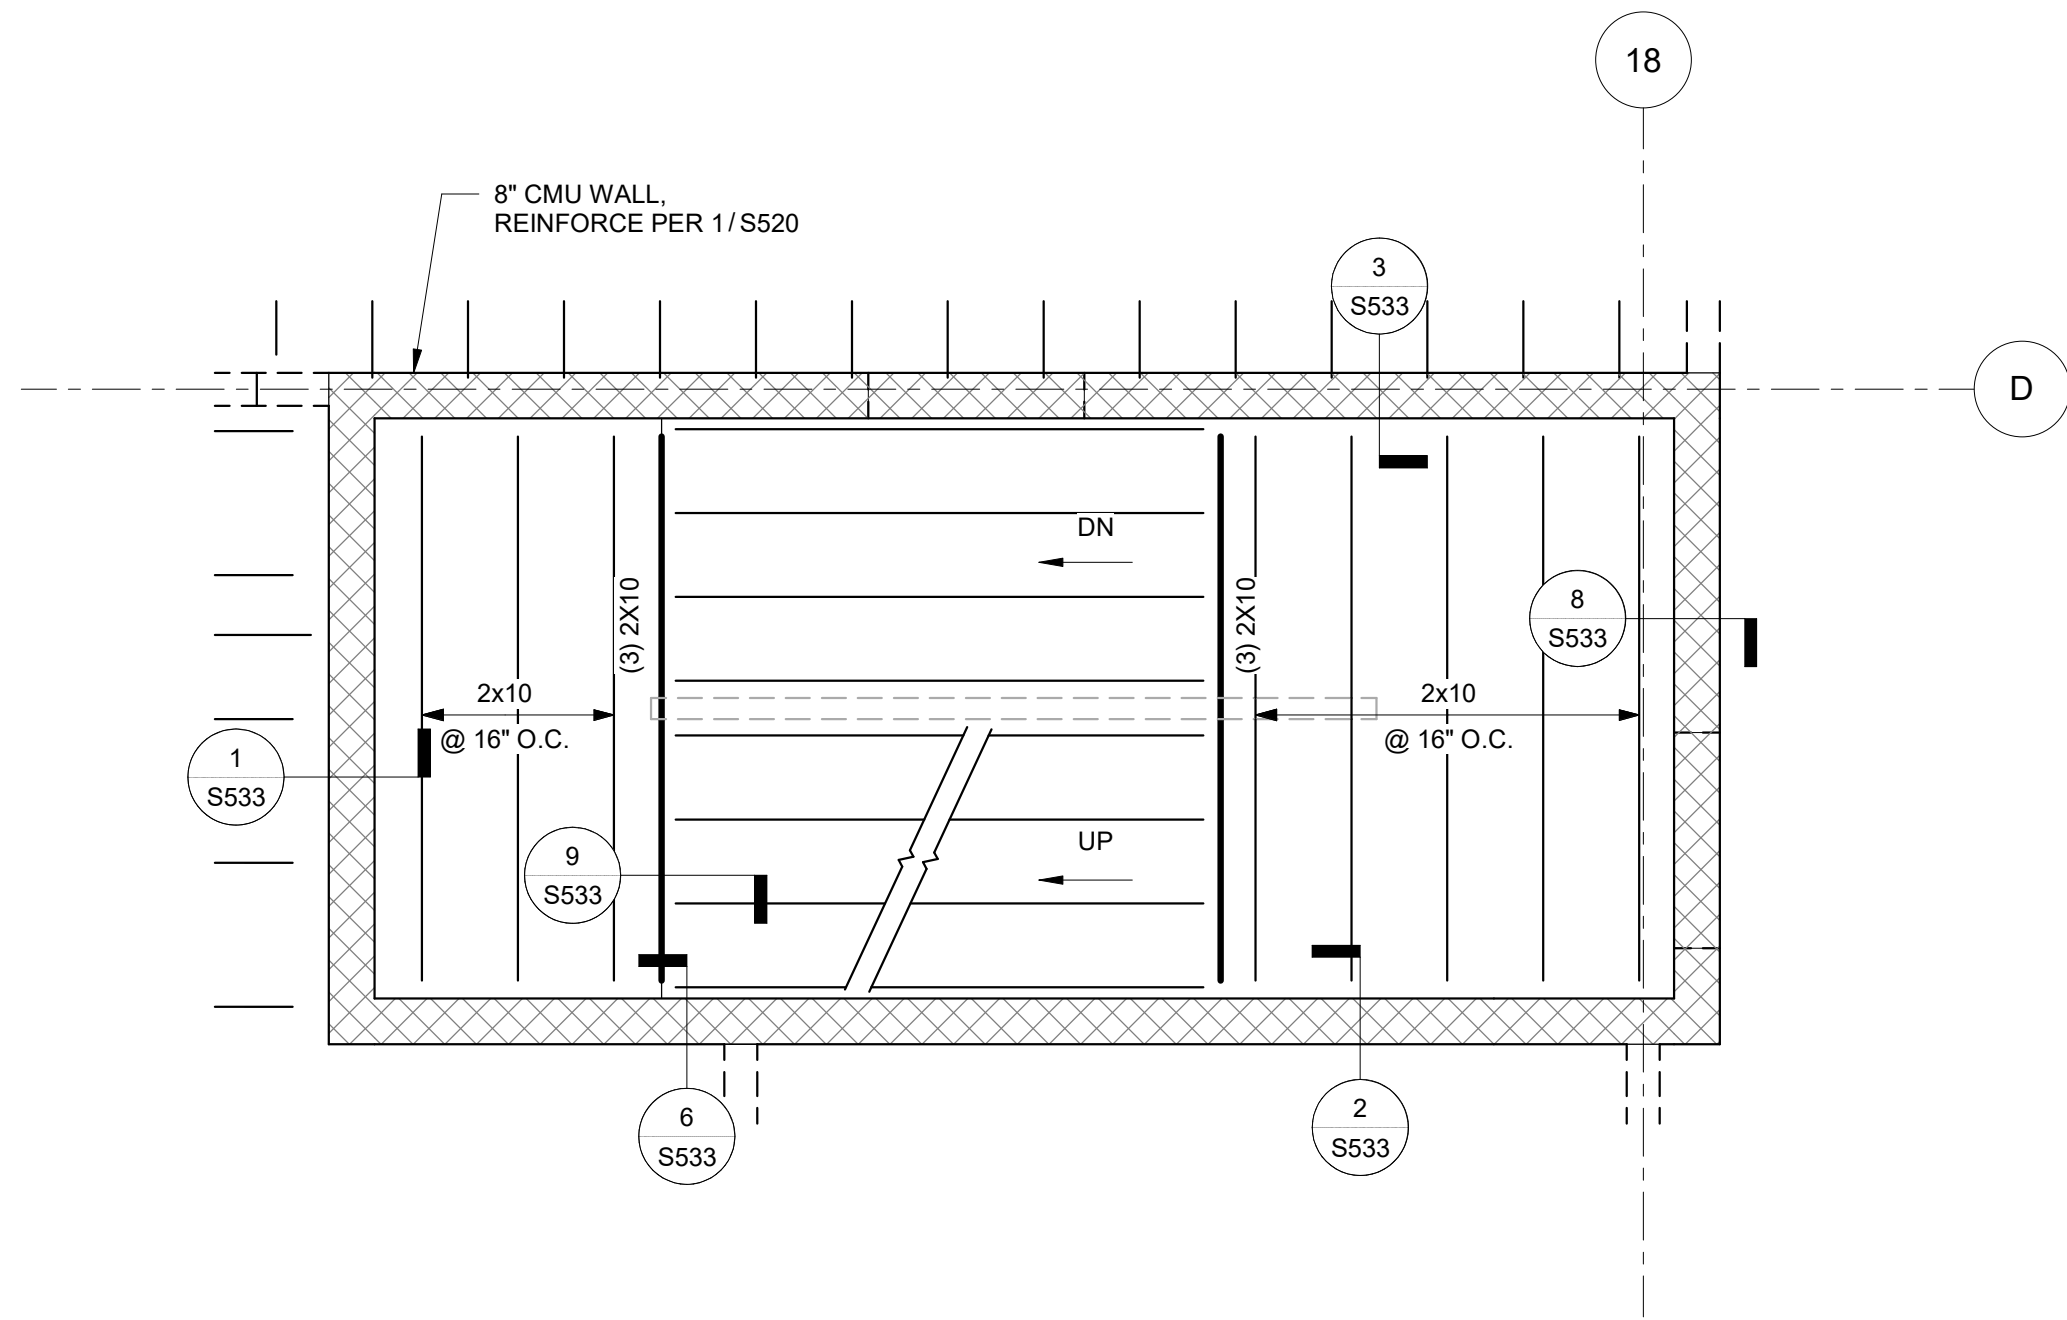 18
8" CMU WALL,
REINFORCE PER 1/S520
3
S533
D
DN
(3) 2X10
(3) 2X10
8
S533
2x10
@ 16" O.C.
2x10
@ 16" O.C.
1
S533
UP
9
S533
6
S533
2
S533